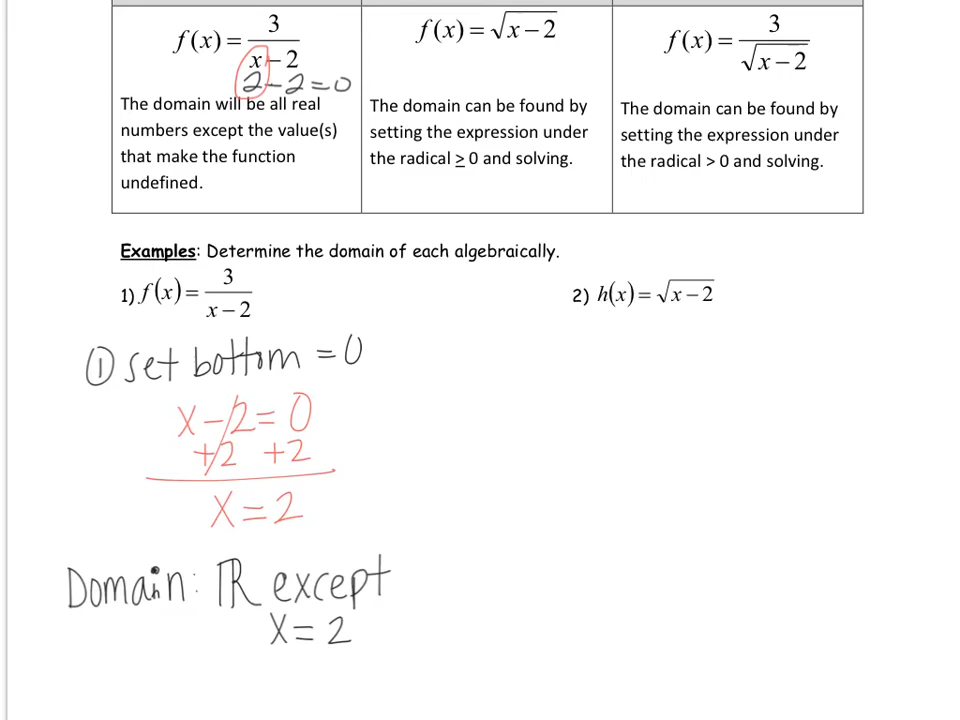 f(x) = 3/(x − 2)
2 − 2 = 0
The domain will be all real
numbers except the value(s)
that make the function
undefined.
f(x) = √(x − 2)
The domain can be found by
setting the expression under
the radical ≥ 0 and solving.
f(x) = 3/√(x − 2)
The domain can be found by
setting the expression under
the radical > 0 and solving.
Examples: Determine the domain of each algebraically.
1) f(x) = 3/(x − 2)
2) h(x) = √(x − 2)
① set bottom = 0
x − 2 = 0
+2 +2
x = 2
Domain: ℝ except
x = 2